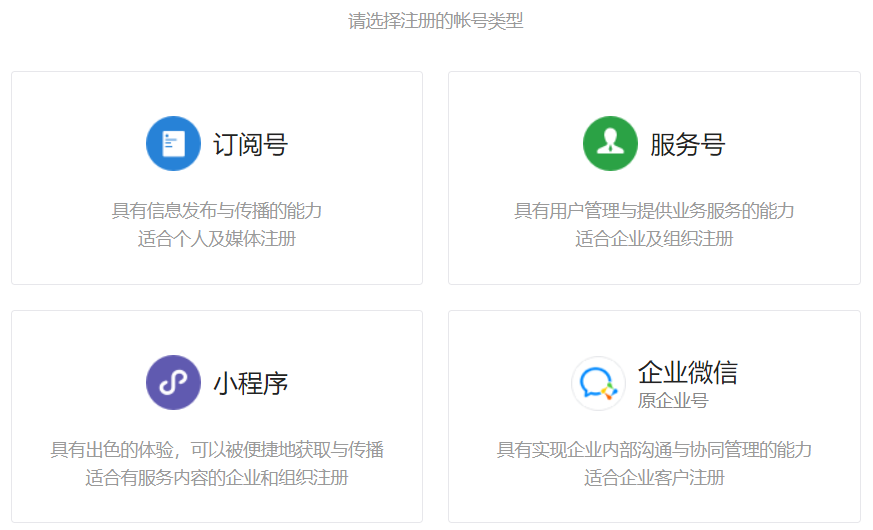 请选择注册的帐号类型
订阅号
具有信息发布与传播的能力
适合个人及媒体注册
服务号
具有用户管理与提供业务服务的能力
适合企业及组织注册
小程序
具有出色的体验，可以被便捷地获取与传播
适合有服务内容的企业和组织注册
企业微信
原企业号
具有实现企业内部沟通与协同管理的能力
适合企业客户注册